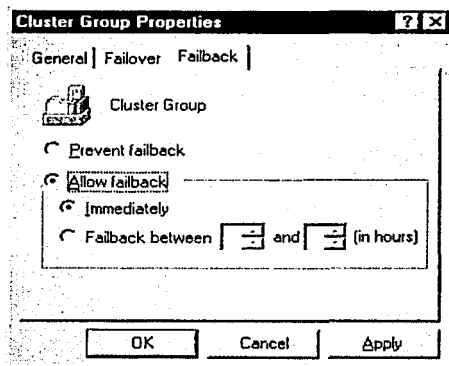 Cluster Group Properties ? ×
General Failover Failback
Cluster Group
Prevent failback
Allow failback
Immediately
Failback between and (in hours)
OK Cancel Apply